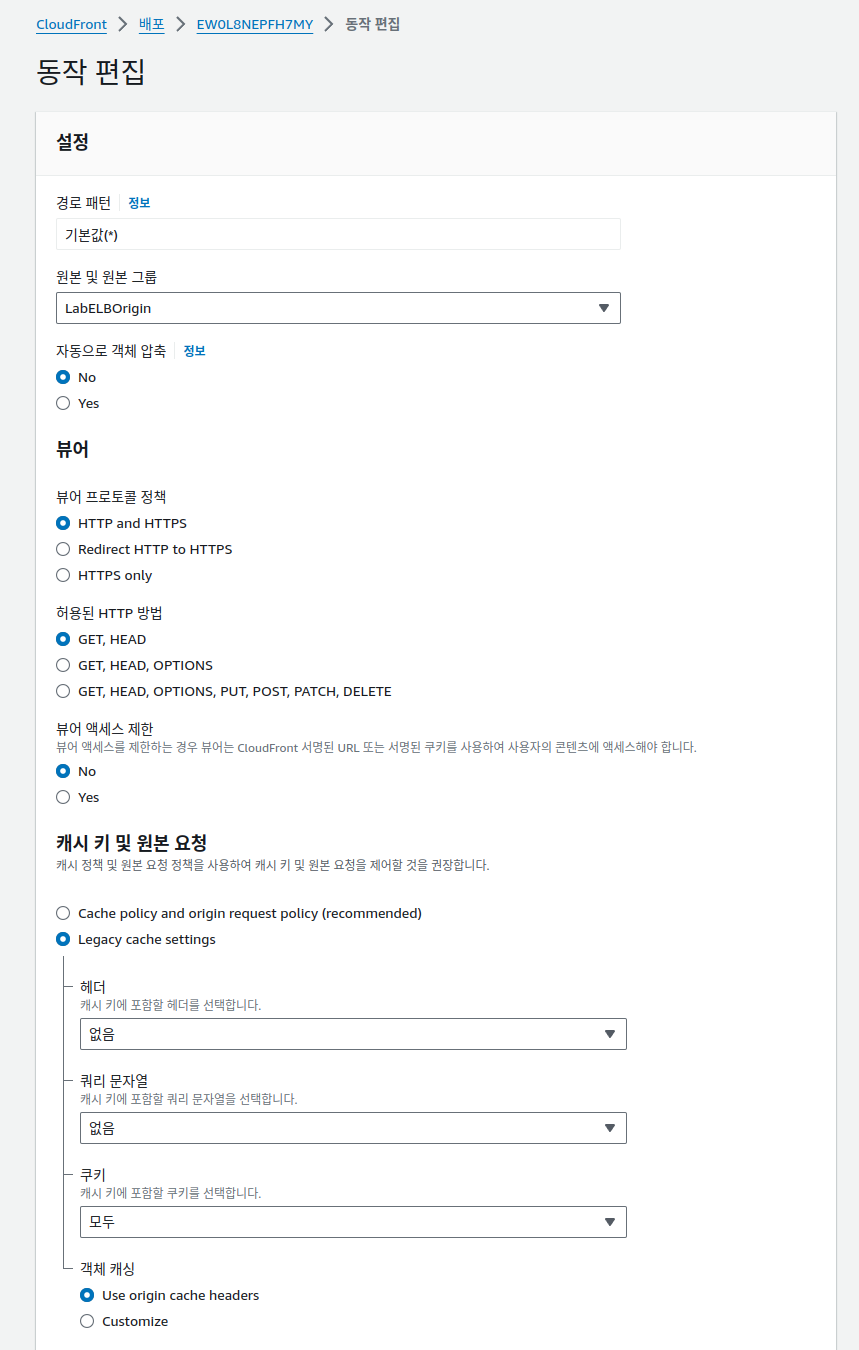 CloudFront > 배포 > EW0L8NEPFH7MY > 동작 편집
동작 편집
설정
경로 패턴 정보
기본값(*)
원본 및 원본 그룹
LabELBOrigin
자동으로 객체 압축 정보
No
Yes
뷰어
뷰어 프로토콜 정책
HTTP and HTTPS
Redirect HTTP to HTTPS
HTTPS only
허용된 HTTP 방법
GET, HEAD
GET, HEAD, OPTIONS
GET, HEAD, OPTIONS, PUT, POST, PATCH, DELETE
뷰어 액세스 제한
뷰어 액세스를 제한하는 경우 뷰어는 CloudFront 서명된 URL 또는 서명된 쿠키를 사용하여 사용자의 콘텐츠에 액세스해야 합니다.
No
Yes
캐시 키 및 원본 요청
캐시 정책 및 원본 요청 정책을 사용하여 캐시 키 및 원본 요청을 제어할 것을 권장합니다.
Cache policy and origin request policy (recommended)
Legacy cache settings
헤더
캐시 키에 포함할 헤더를 선택합니다.
없음
쿼리 문자열
캐시 키에 포함할 쿼리 문자열을 선택합니다.
없음
쿠키
캐시 키에 포함할 쿠키를 선택합니다.
모두
객체 캐싱
Use origin cache headers
Customize